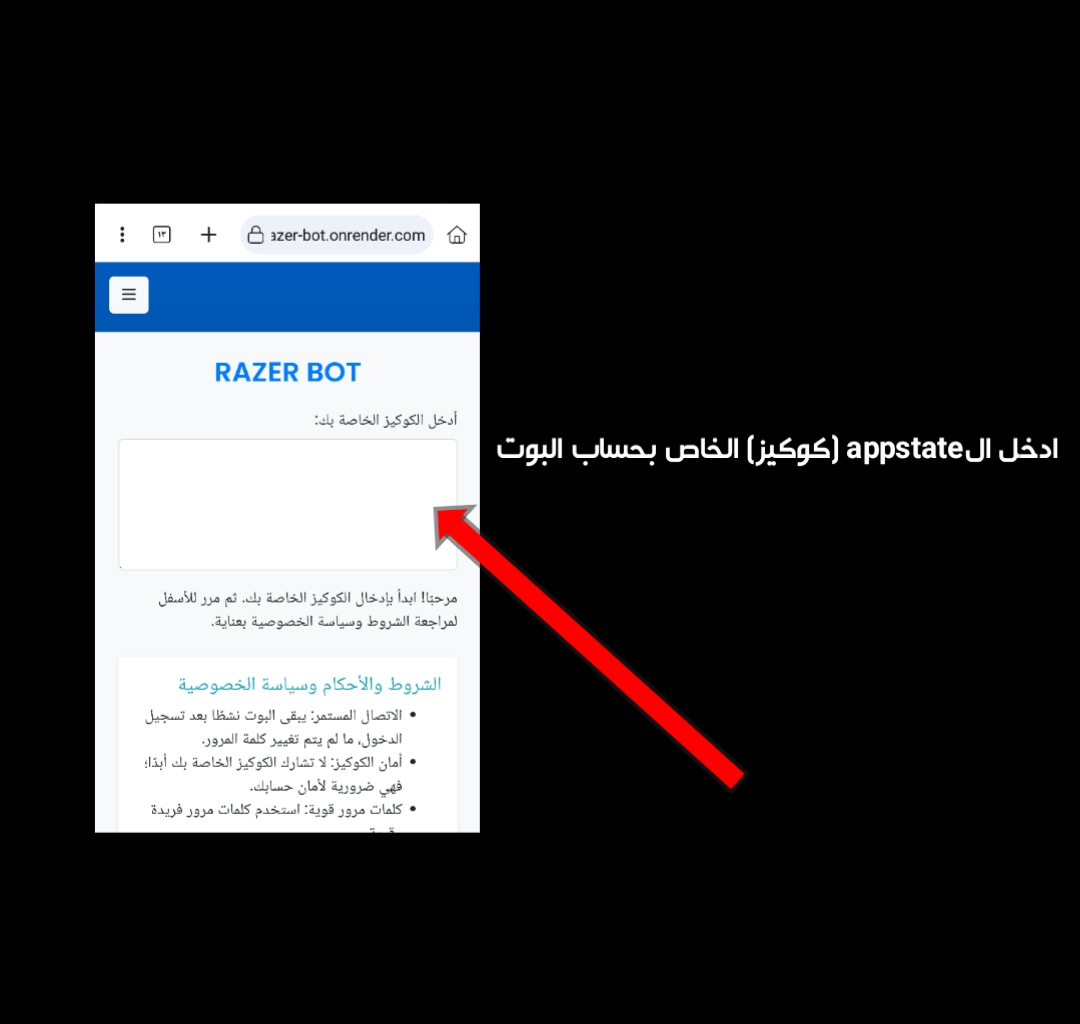 azer-bot.onrender.com
١٣
RAZER BOT
أدخل الكوكيز الخاصة بك:
ادخل الappstate (كوكيز) الخاص بحساب البوت
مرحبًا! ابدأ بإدخال الكوكيز الخاصة بك. ثم مرر للأسفل
لمراجعة الشروط وسياسة الخصوصية بعناية.
الشروط والأحكام وسياسة الخصوصية
• الاتصال المستمر: يبقى البوت نشطًا بعد تسجيل
الدخول، ما لم يتم تغيير كلمة المرور.
• أمان الكوكيز: لا تشارك الكوكيز الخاصة بك أبدًا؛
فهي ضرورية لأمان حسابك.
• كلمات مرور قوية: استخدم كلمات مرور فريدة